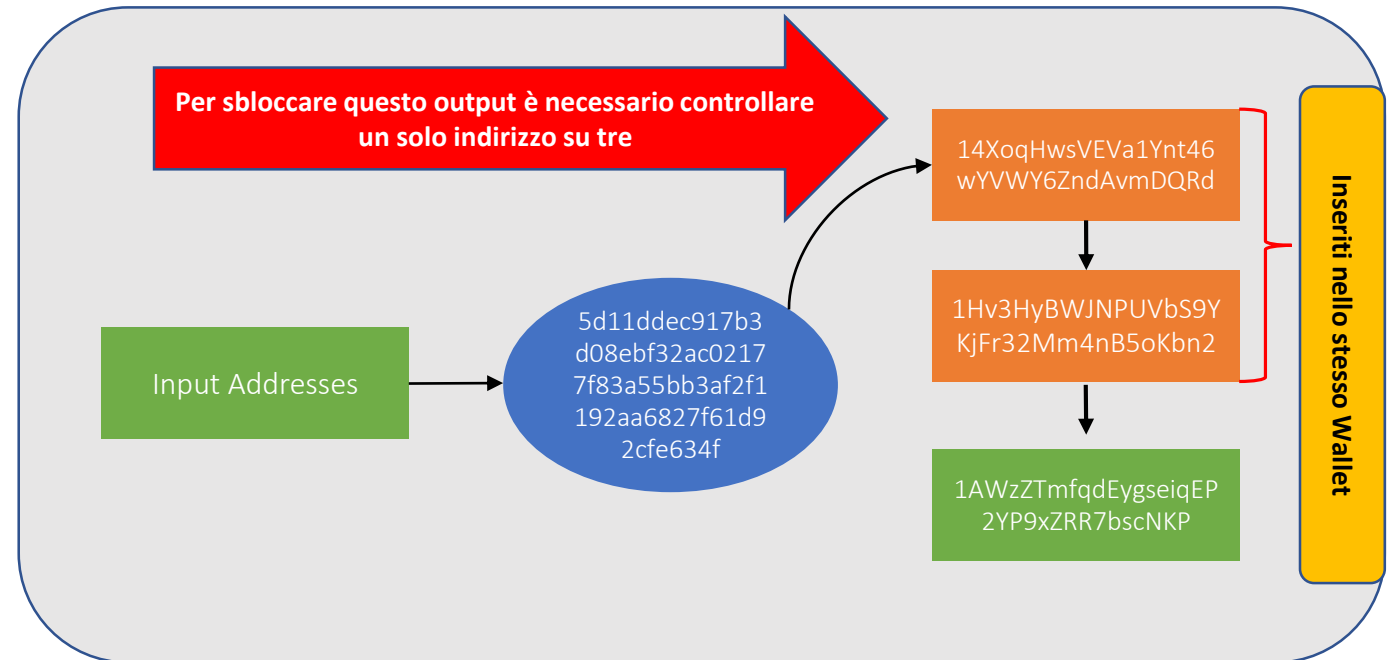 Per sbloccare questo output è necessario controllare
un solo indirizzo su tre
14XoqHwsVEVa1Ynt46
wYVWY6ZndAvmDQRd
Inseriti nello stesso Wallet
1Hv3HyBWJNPUVbS9Y
KjFr32Mm4nB5oKbn2
5d11ddec917b3
d08ebf32ac0217
7f83a55bb3af2f1
192aa6827f61d9
2cfe634f
Input Addresses
1AWzZTmfqdEygseiqEP
2YP9xZRR7bscNKP